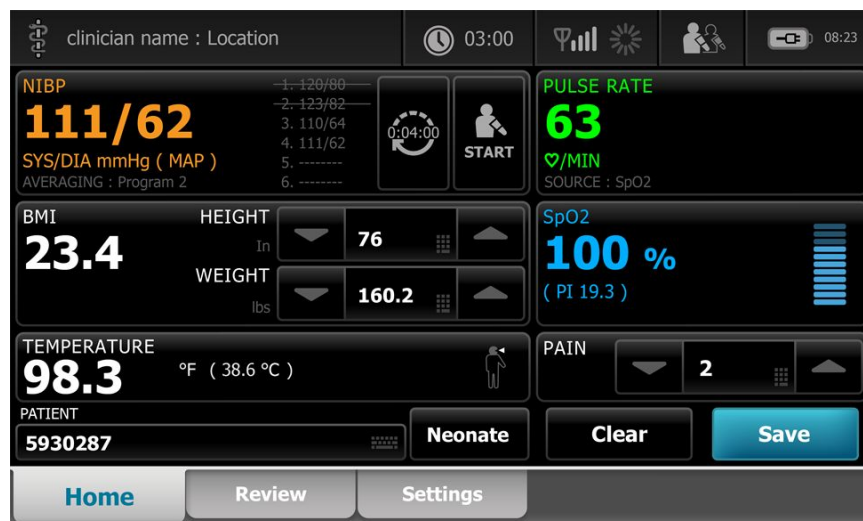 clinician name : Location
03:00
08:23
NIBP
111/62
SYS/DIA mmHg ( MAP )
AVERAGING : Program 2
1. 120/80
2. 123/82
3. 110/64
4. 111/62
5. --------
6. --------
0:04:00
START
PULSE RATE
63
♡/MIN
SOURCE : SpO2
BMI
23.4
HEIGHT
In
76
WEIGHT
lbs
160.2
SpO2
100 %
( PI 19.3 )
TEMPERATURE
98.3 °F ( 38.6 °C )
PAIN
2
PATIENT
5930287
Neonate
Clear
Save
Home
Review
Settings